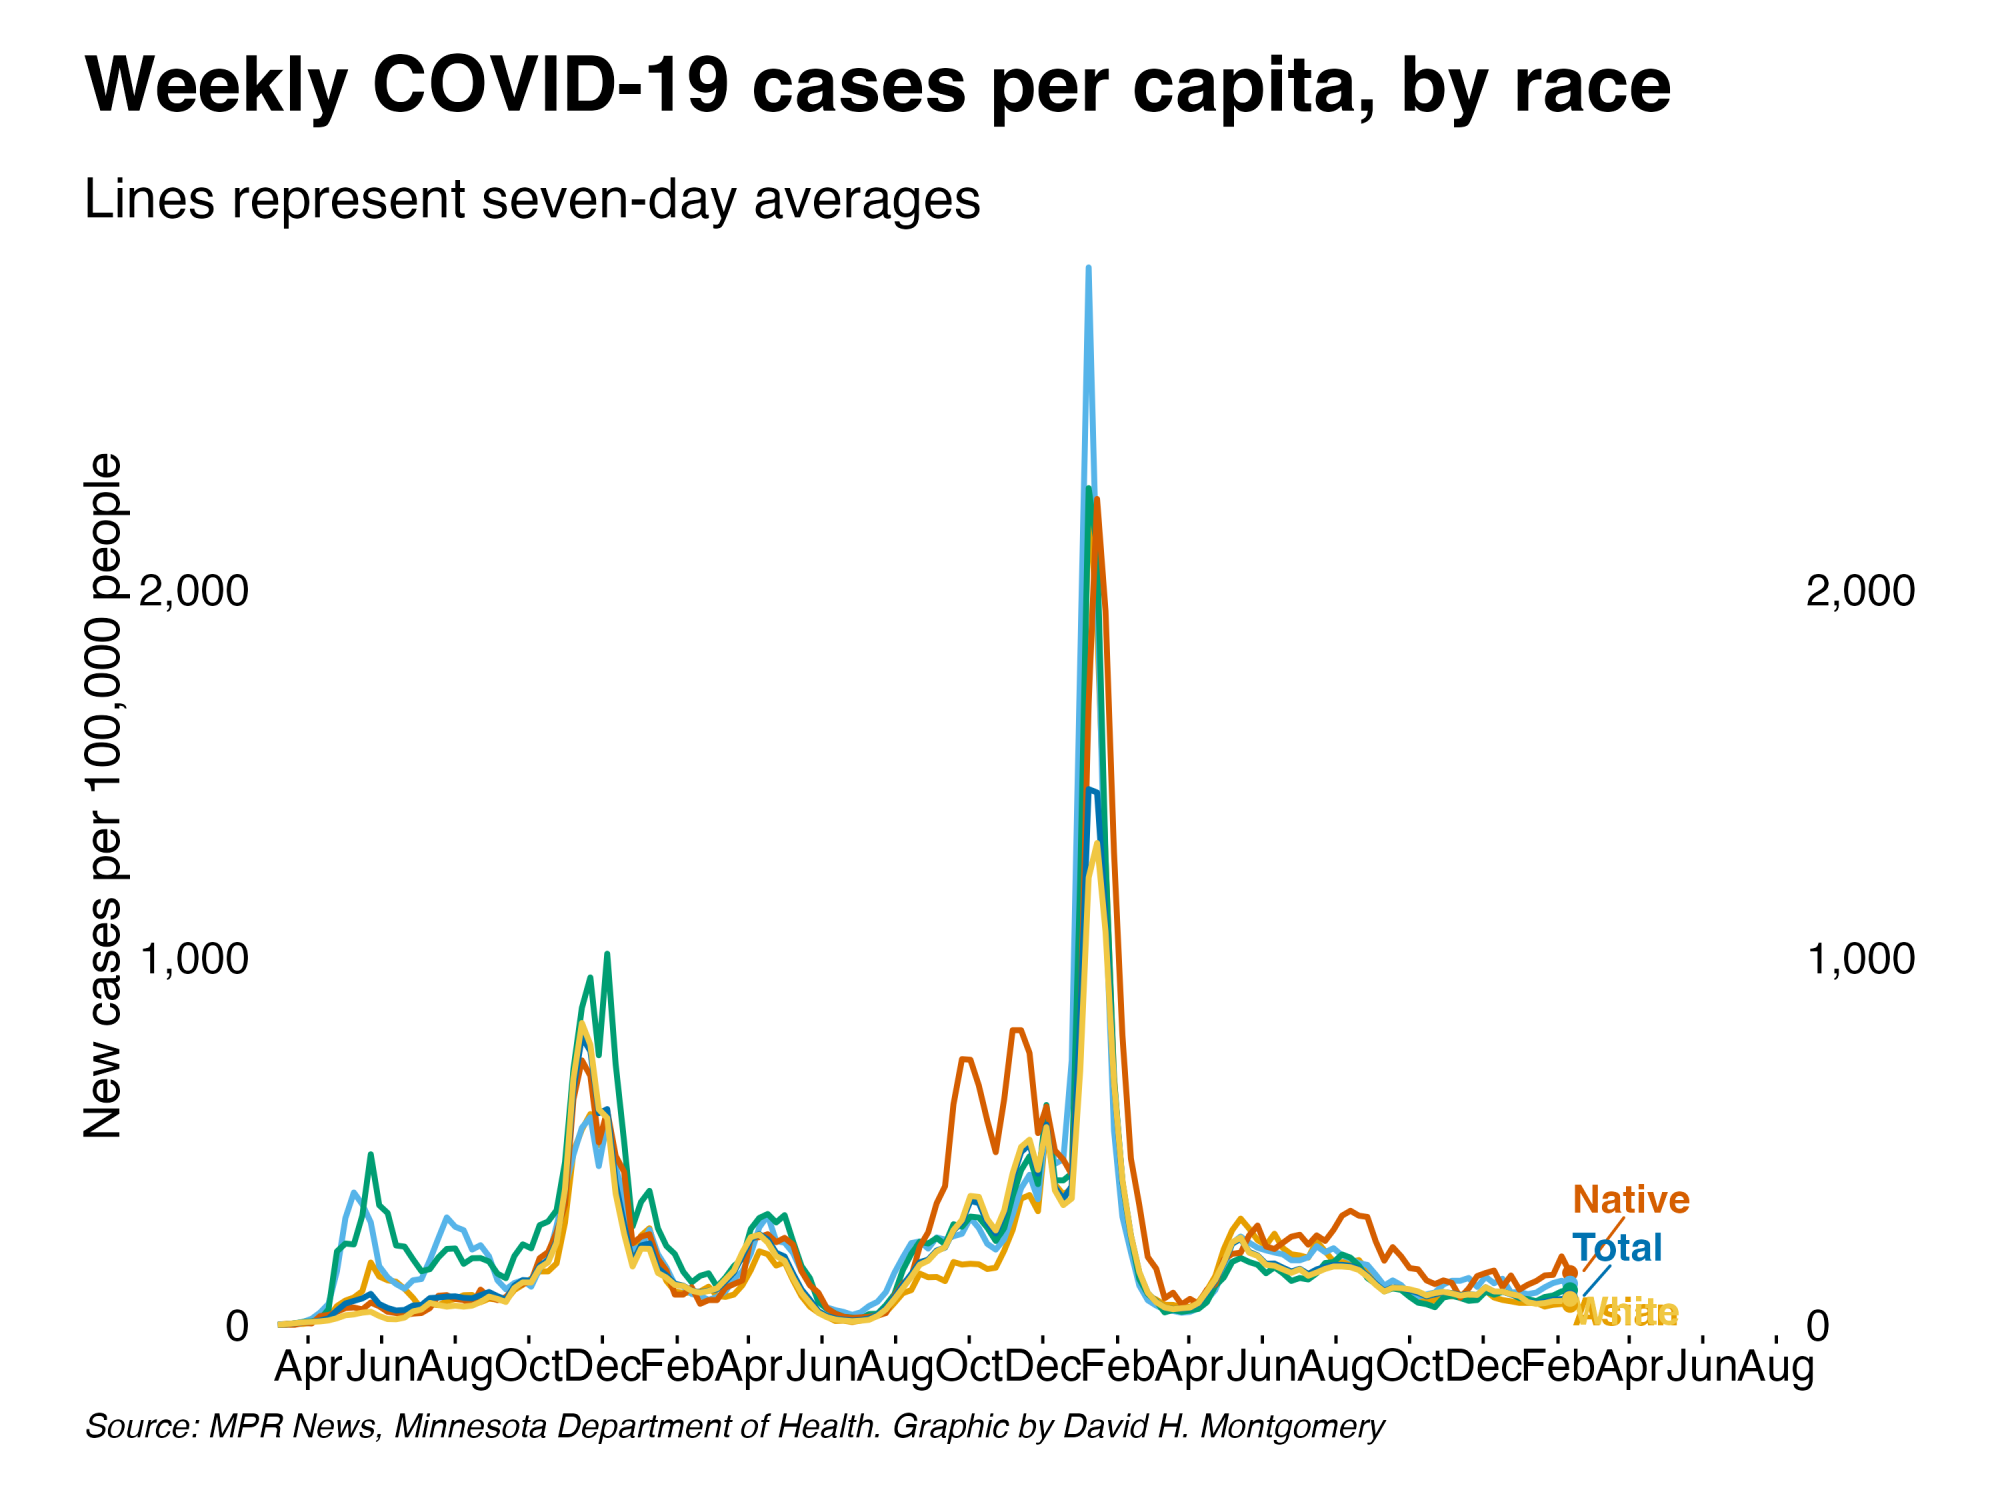 Weekly COVID-19 cases per capita, by race
Lines represent seven-day averages
New cases per 100,000 people
2,000
2,000
1,000
1,000
Native
Total
White
Asian
0
0
Apr Jun Aug Oct Dec Feb Apr Jun Aug Oct Dec Feb Apr Jun Aug Oct Dec Feb Apr Jun Aug
Source: MPR News, Minnesota Department of Health. Graphic by David H. Montgomery